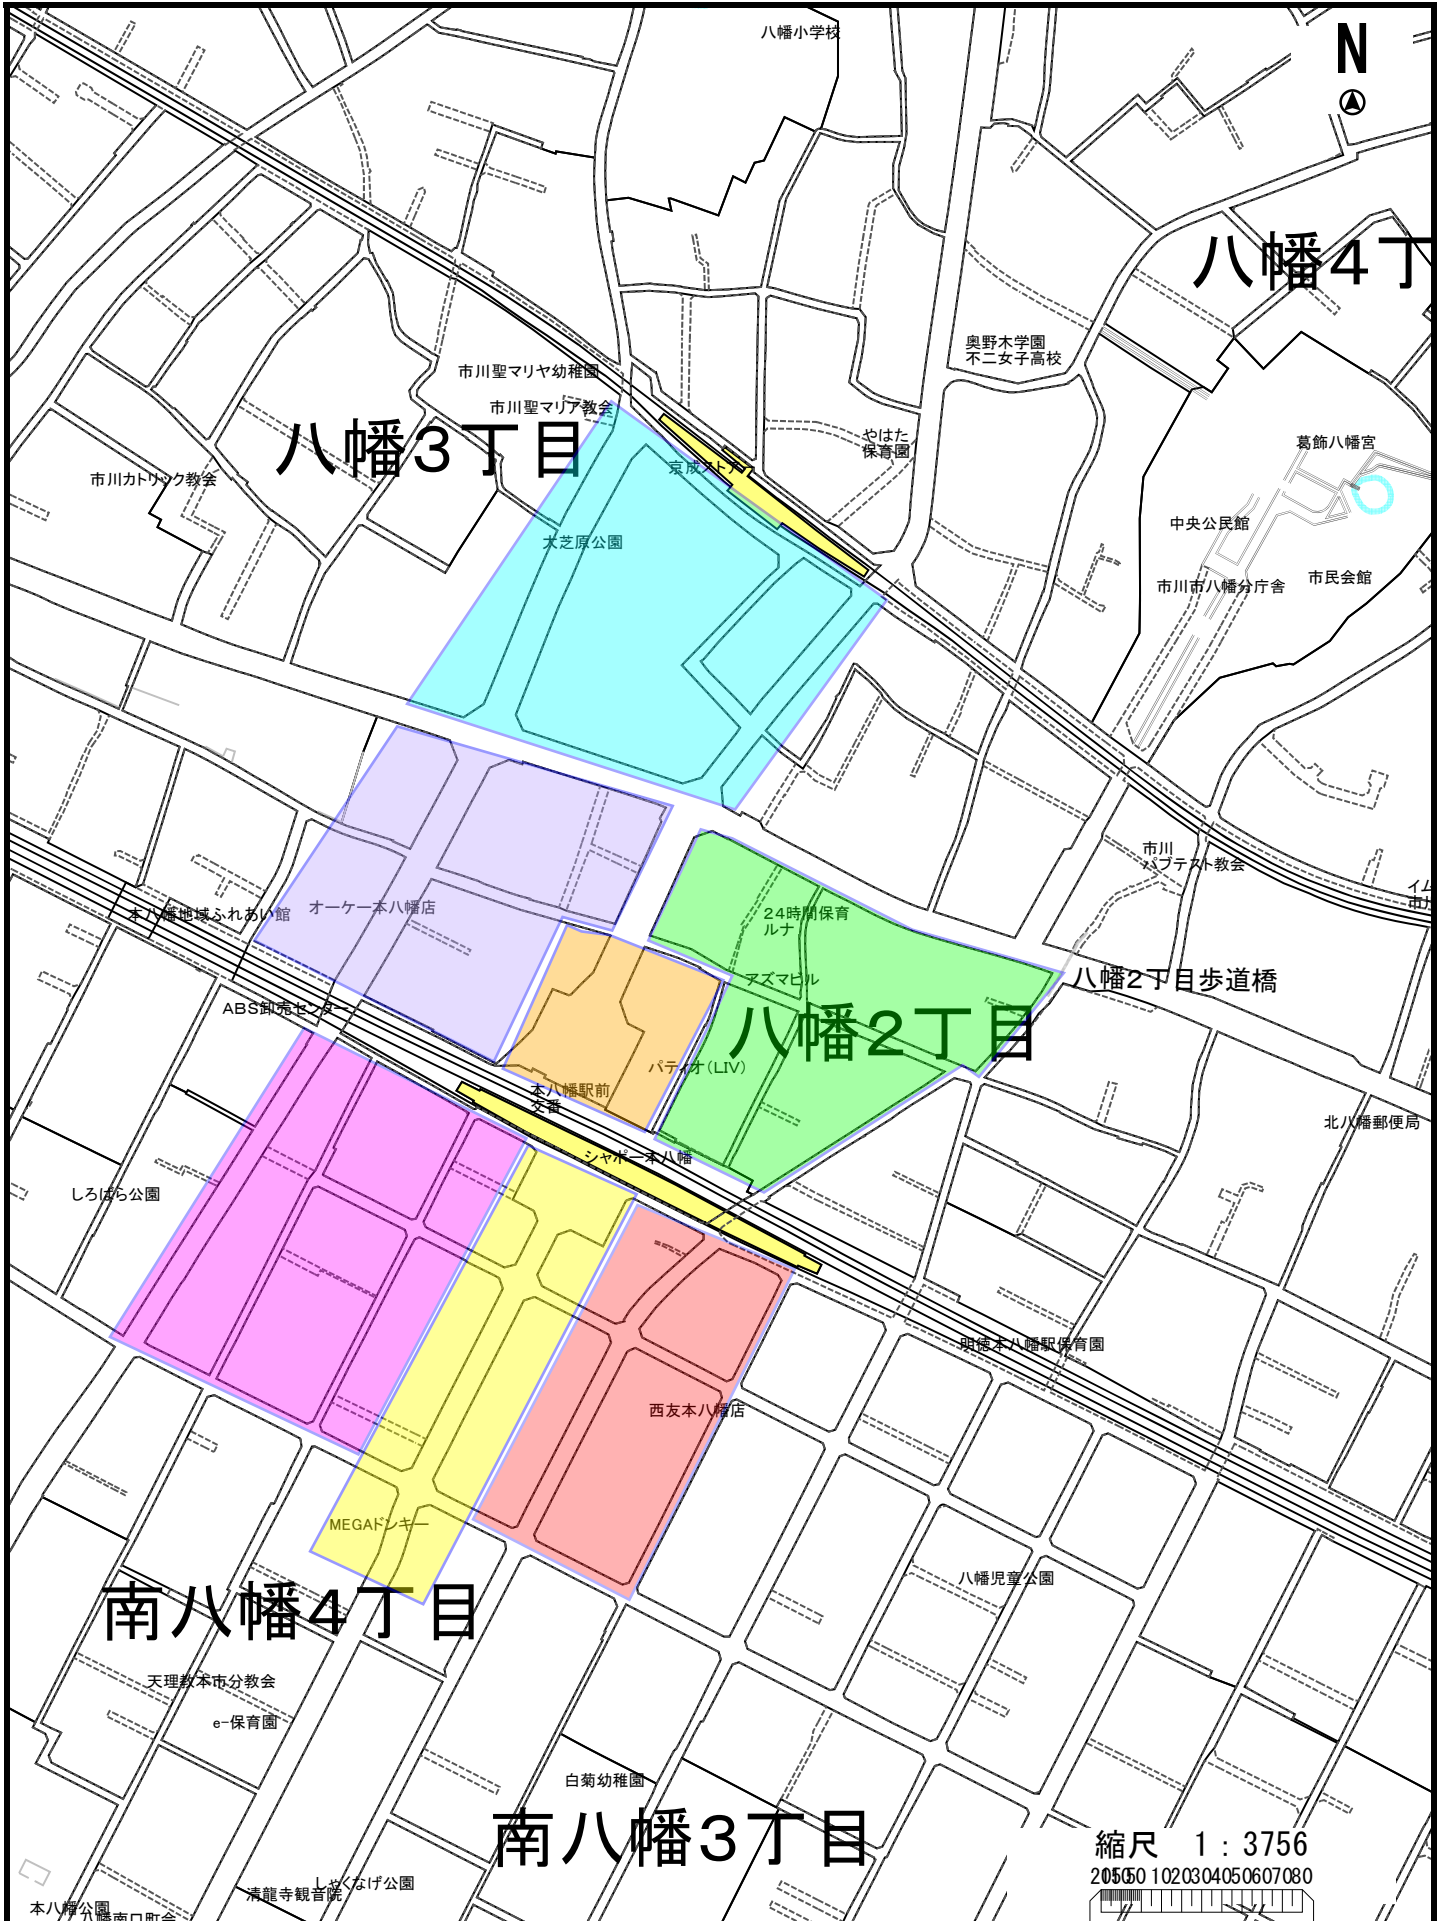 八幡小学校
N
八幡4丁
奥野木学園
不二女子高校
市川聖マリヤ幼稚園
市川聖マリア教会
八幡3丁目
やはた
保育園
葛飾八幡宮
京成ストア
市川カトリック教会
中央公民館
大芝原公園
市川市八幡分庁舎
市民会館
市川
バプテスト教会
本八幡地域ふれあい館
オーケー本八幡店
24時間保育
ルナ
アズマビル
八幡2丁目歩道橋
ABS卸売センター
八幡2丁目
パティオ(LIV)
本八幡駅前
交番
北八幡郵便局
シャポー本八幡
しろばら公園
明徳本八幡駅保育園
西友本八幡店
MEGAドンキー
八幡児童公園
南八幡4丁目
天理教本市分教会
e-保育園
白菊幼稚園
南八幡3丁目
縮尺 1:3756
1020304050607080
しゃくなげ公園
清龍寺観音院
本八幡公園